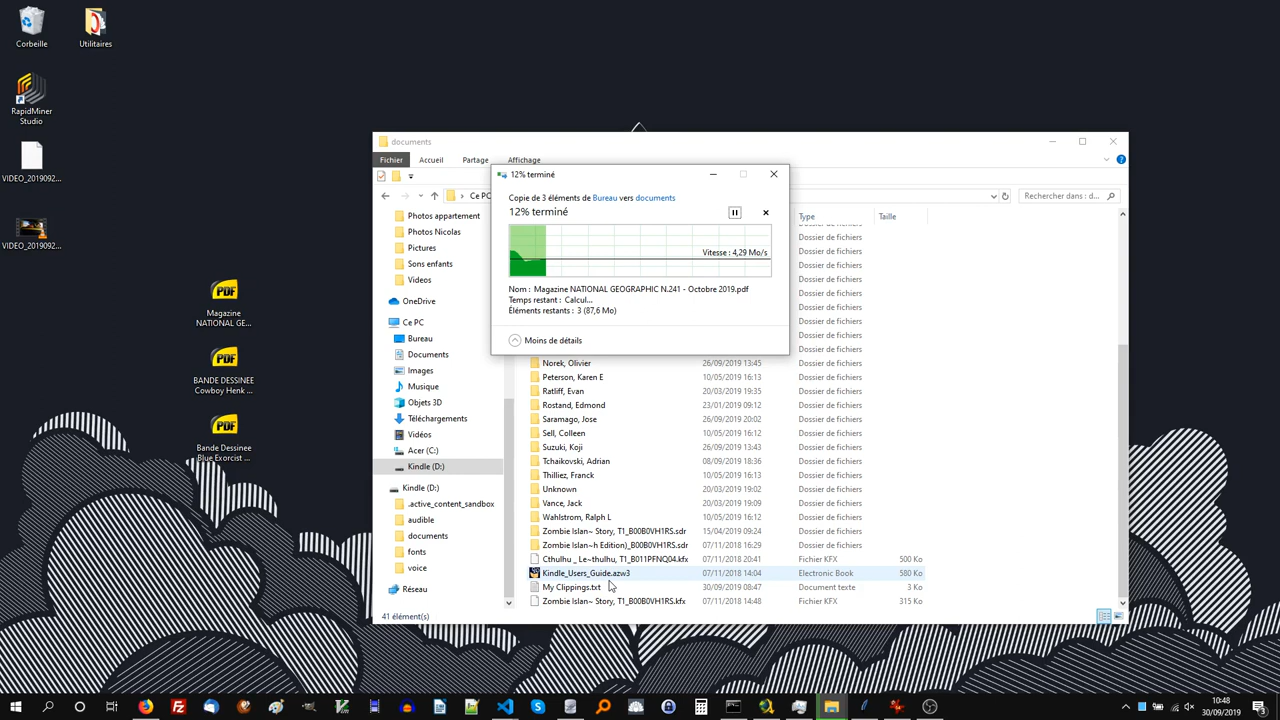 Corbeille
Utilitaires
RapidMiner
Studio
VIDEO_2019092...
VIDEO_2019092...
PDF
Magazine
NATIONAL GE...
PDF
BANDE DESSINEE
Cowboy Henk ...
PDF
Bande Dessinee
Blue Exorcist ...
documents
Fichier
Accueil
Partage
Affichage
Ce PC
Rechercher dans : d...
Photos appartement
Photos Nicolas
Pictures
Sons enfants
Videos
OneDrive
Ce PC
Bureau
Documents
Images
Musique
Objets 3D
Téléchargements
Vidéos
Acer (C:)
Kindle (D:)
Kindle (D:)
.active_content_sandbox
audible
documents
fonts
voice
Réseau
41 élément(s)
12% terminé
Copie de 3 éléments de Bureau vers documents
12% terminé
Vitesse : 4,29 Mo/s
Nom : Magazine NATIONAL GEOGRAPHIC N.241 - Octobre 2019.pdf
Temps restant : Calcul...
Éléments restants : 3 (87,6 Mo)
Moins de détails
Type
Taille
Dossier de fichiers
Dossier de fichiers
Dossier de fichiers
Dossier de fichiers
Dossier de fichiers
Dossier de fichiers
Dossier de fichiers
Dossier de fichiers
Dossier de fichiers
Norek, Olivier 26/09/2019 13:45 Dossier de fichiers
Peterson, Karen E 10/05/2019 16:13 Dossier de fichiers
Ratliff, Evan 20/03/2019 19:35 Dossier de fichiers
Rostand, Edmond 23/01/2019 09:12 Dossier de fichiers
Saramago, Jose 26/09/2019 20:02 Dossier de fichiers
Sell, Colleen 10/05/2019 16:12 Dossier de fichiers
Suzuki, Koji 26/09/2019 13:43 Dossier de fichiers
Tchaikovski, Adrian 08/09/2019 18:36 Dossier de fichiers
Thilliez, Franck 10/05/2019 16:13 Dossier de fichiers
Unknown 20/03/2019 19:02 Dossier de fichiers
Vance, Jack 20/03/2019 19:09 Dossier de fichiers
Wahlstrom, Ralph L 10/05/2019 16:12 Dossier de fichiers
Zombie Islan~ Story, T1_B00B0VH1RS.sdr 15/04/2019 09:24 Dossier de fichiers
Zombie Islan~h Edition)_B00B0VH1RS.sdr 07/11/2018 16:29 Dossier de fichiers
Cthulhu _ Le~thulhu, T1_B011PFNQ04.kfx 07/11/2018 20:41 Fichier KFX 500 Ko
Kindle_Users_Guide.azw3 07/11/2018 14:04 Electronic Book 580 Ko
My Clippings.txt 30/09/2019 08:47 Document texte 3 Ko
Zombie Islan~ Story, T1_B00B0VH1RS.kfx 07/11/2018 14:48 Fichier KFX 315 Ko
10:48
30/09/2019